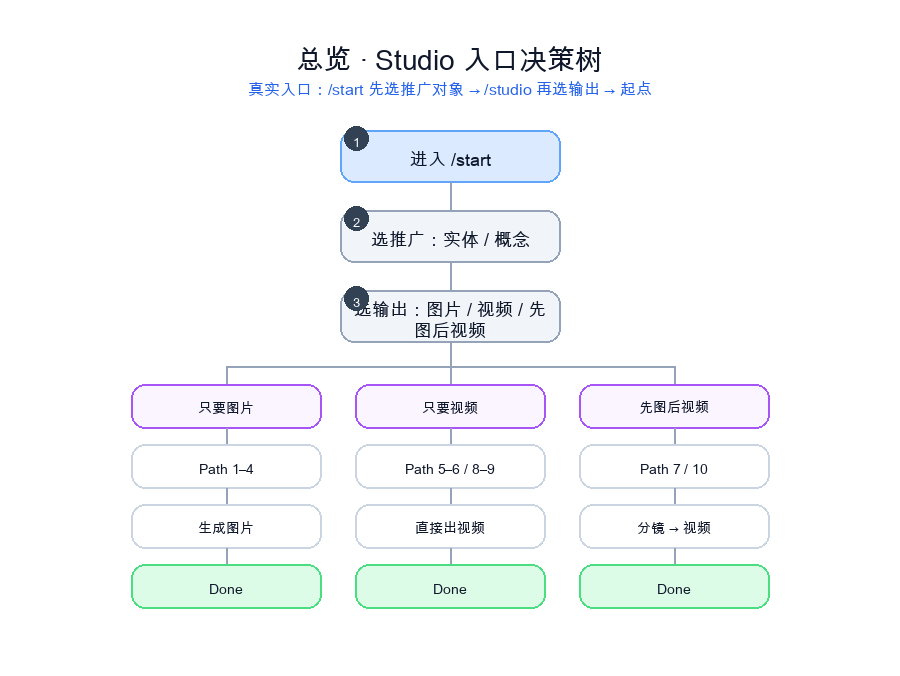 总览 · Studio 入口决策树
真实入口：/start 先选推广对象 → /studio 再选输出 → 起点
1
进入 /start
2
选推广：实体 / 概念
3
选输出：图片 / 视频 / 先
图后视频
只要图片
只要视频
先图后视频
Path 1–4
Path 5–6 / 8–9
Path 7 / 10
生成图片
直接出视频
分镜 → 视频
Done
Done
Done